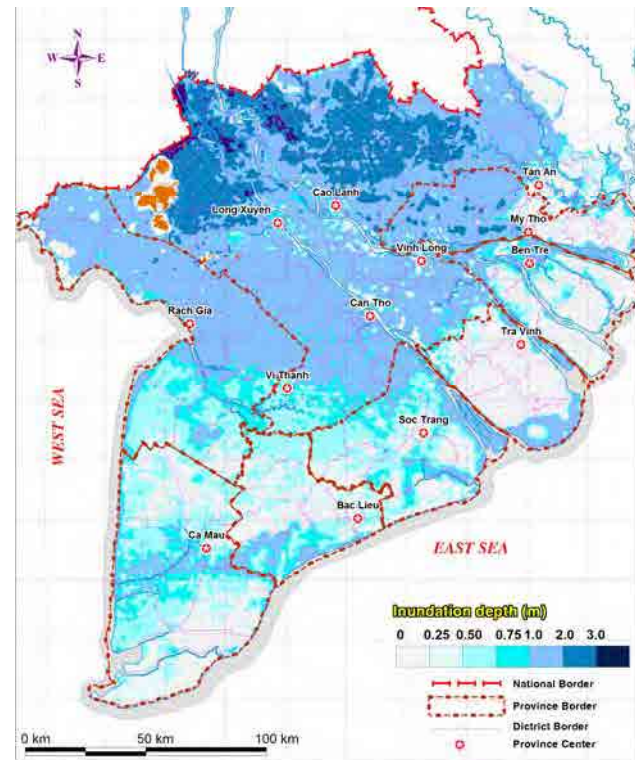 N
W E
S
Tan An
Cao Lanh
Long Xuyen
My Tho
Vinh Long
Ben Tre
Rach Gia
Can Tho
Tra Vinh
Vi Thanh
Soc Trang
WEST SEA
Bac Lieu
Ca Mau
EAST SEA
Inundation depth (m)
0 0.25 0.50 0.75 1.0 2.0 3.0
National Border
Province Border
District Border
Province Center
0 km 50 km 100 km